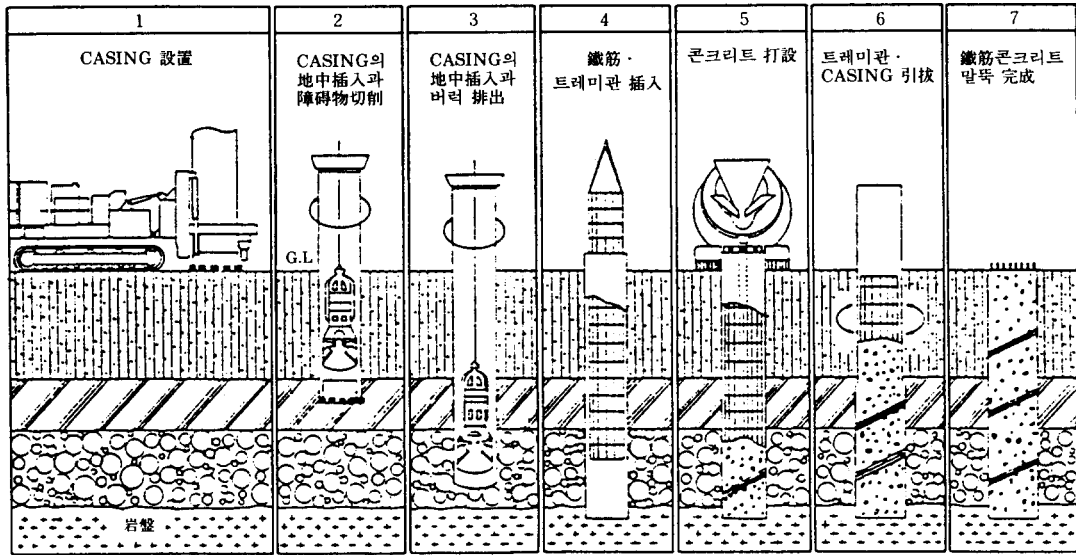 1
CASING 設置
2
CASING의
地中插入과
障碍物切削
3
CASING의
地中插入과
버럭 排出
4
鐵筋·
트레미관 插入
5
콘크리트 打設
6
트레미관·
CASING 引拔
7
鐵筋콘크리트
말뚝 完成
G.L
岩盤